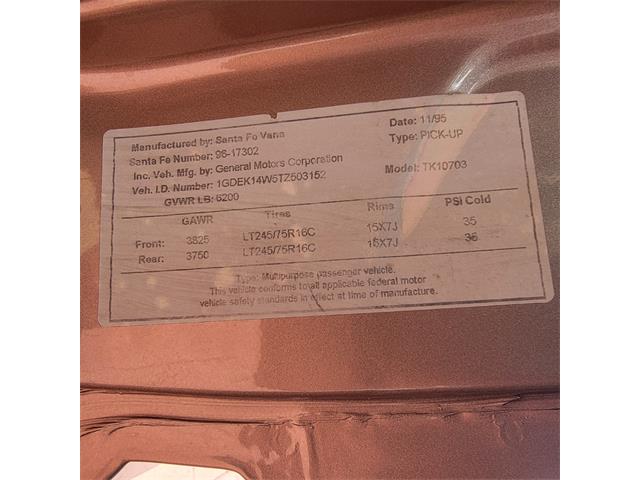 Manufactured by: Santa Fe Vans Date: 11/95
Santa Fe Number: 96-17302 Type: PICK-UP
Inc. Veh. Mfg. by: General Motors Corporation
Veh. I.D. Number: 1GDEK14W5TZ503152 Model: TK10703
GVWR LB: 6200
GAWR Tires Rims PSI Cold
Front: 3825 LT245/75R16C 15X7J 35
Rear: 3750 LT245/75R16C 15X7J 35
Type: Multipurpose passenger vehicle.
This vehicle conforms to all applicable federal motor
vehicle safety standards in effect at time of manufacture.